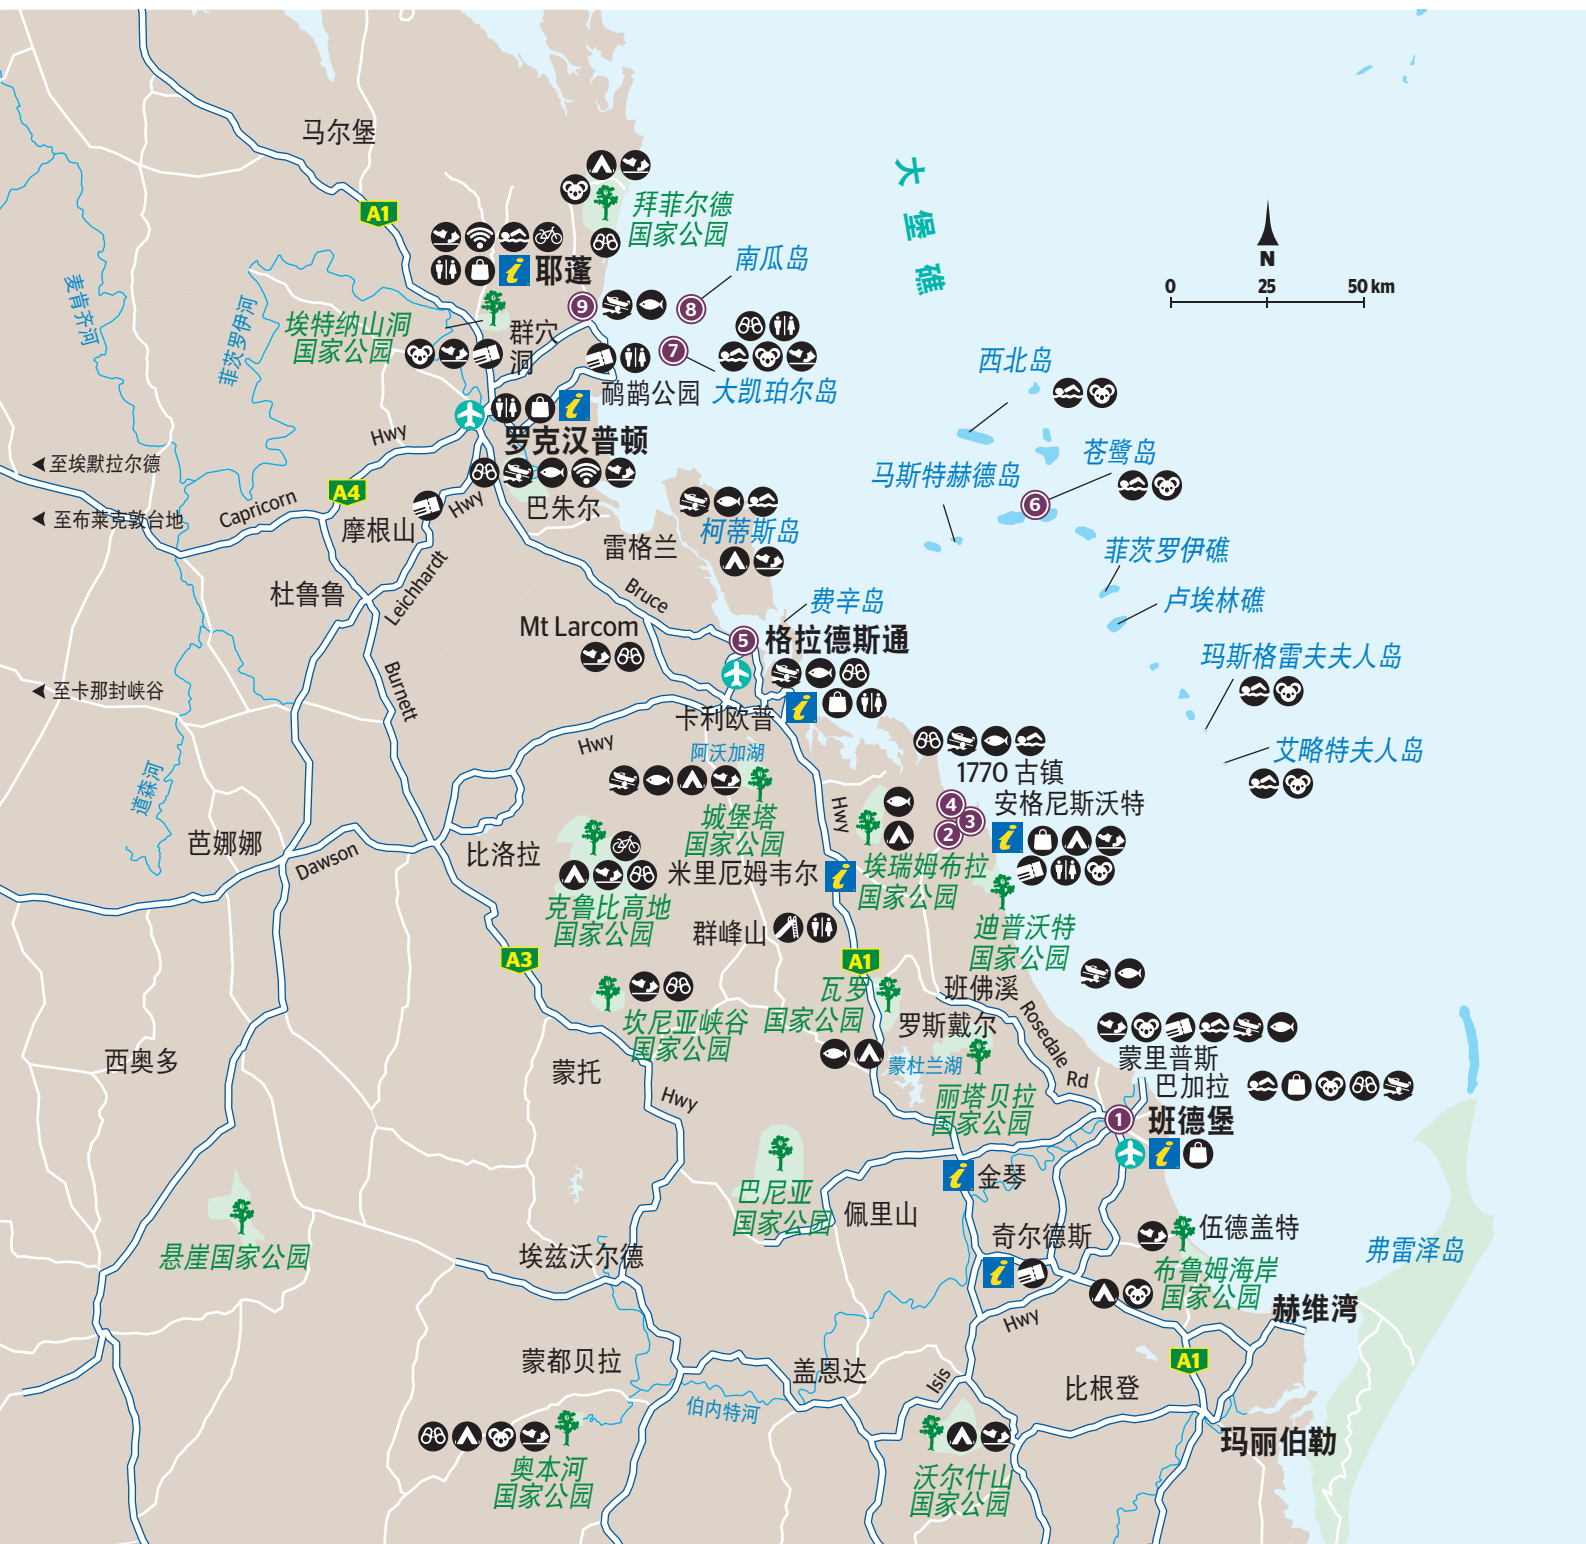 马尔堡
A1
大堡礁
拜菲尔德
国家公园
N
0 25 50 km
南瓜岛
耶蓬
麦肯齐河
菲茨罗伊河
埃特纳山洞
国家公园
群穴
洞
9
8
7
鸸鹋公园
大凯珀尔岛
西北岛
罗克汉普顿
Hwy
至埃默拉尔德
A4
Capricorn
至布莱克敦台地
摩根山
Hwy
巴朱尔
马斯特赫德岛
苍鹭岛
6
柯蒂斯岛
雷格兰
菲茨罗伊礁
杜鲁鲁
Leichhardt
Bruce
费辛岛
卢埃林礁
Mt Larcom
5
格拉德斯通
玛斯格雷夫夫人岛
至卡那封峡谷
Burnett
卡利欧普
Hwy
阿沃加湖
艾略特夫人岛
1770 古镇
道森河
城堡塔
国家公园
Hwy
4
3
2
安格尼斯沃特
芭娜娜
Dawson
比洛拉
米里厄姆韦尔
埃瑞姆布拉
国家公园
克鲁比高地
国家公园
群峰山
迪普沃特
国家公园
A3
A1
瓦罗
国家公园
班佛溪
坎尼亚峡谷
国家公园
罗斯戴尔
Rosedale
Rd
西奥多
蒙托
蒙杜兰湖
蒙里普斯
巴加拉
Hwy
丽塔贝拉
国家公园
1
班德堡
巴尼亚
国家公园
金琴
佩里山
悬崖国家公园
埃兹沃尔德
奇尔德斯
伍德盖特
布鲁姆海岸
国家公园
弗雷泽岛
赫维湾
Hwy
蒙都贝拉
盖恩达
A1
Isis
比根登
伯内特河
玛丽伯勒
奥本河
国家公园
沃尔什山
国家公园